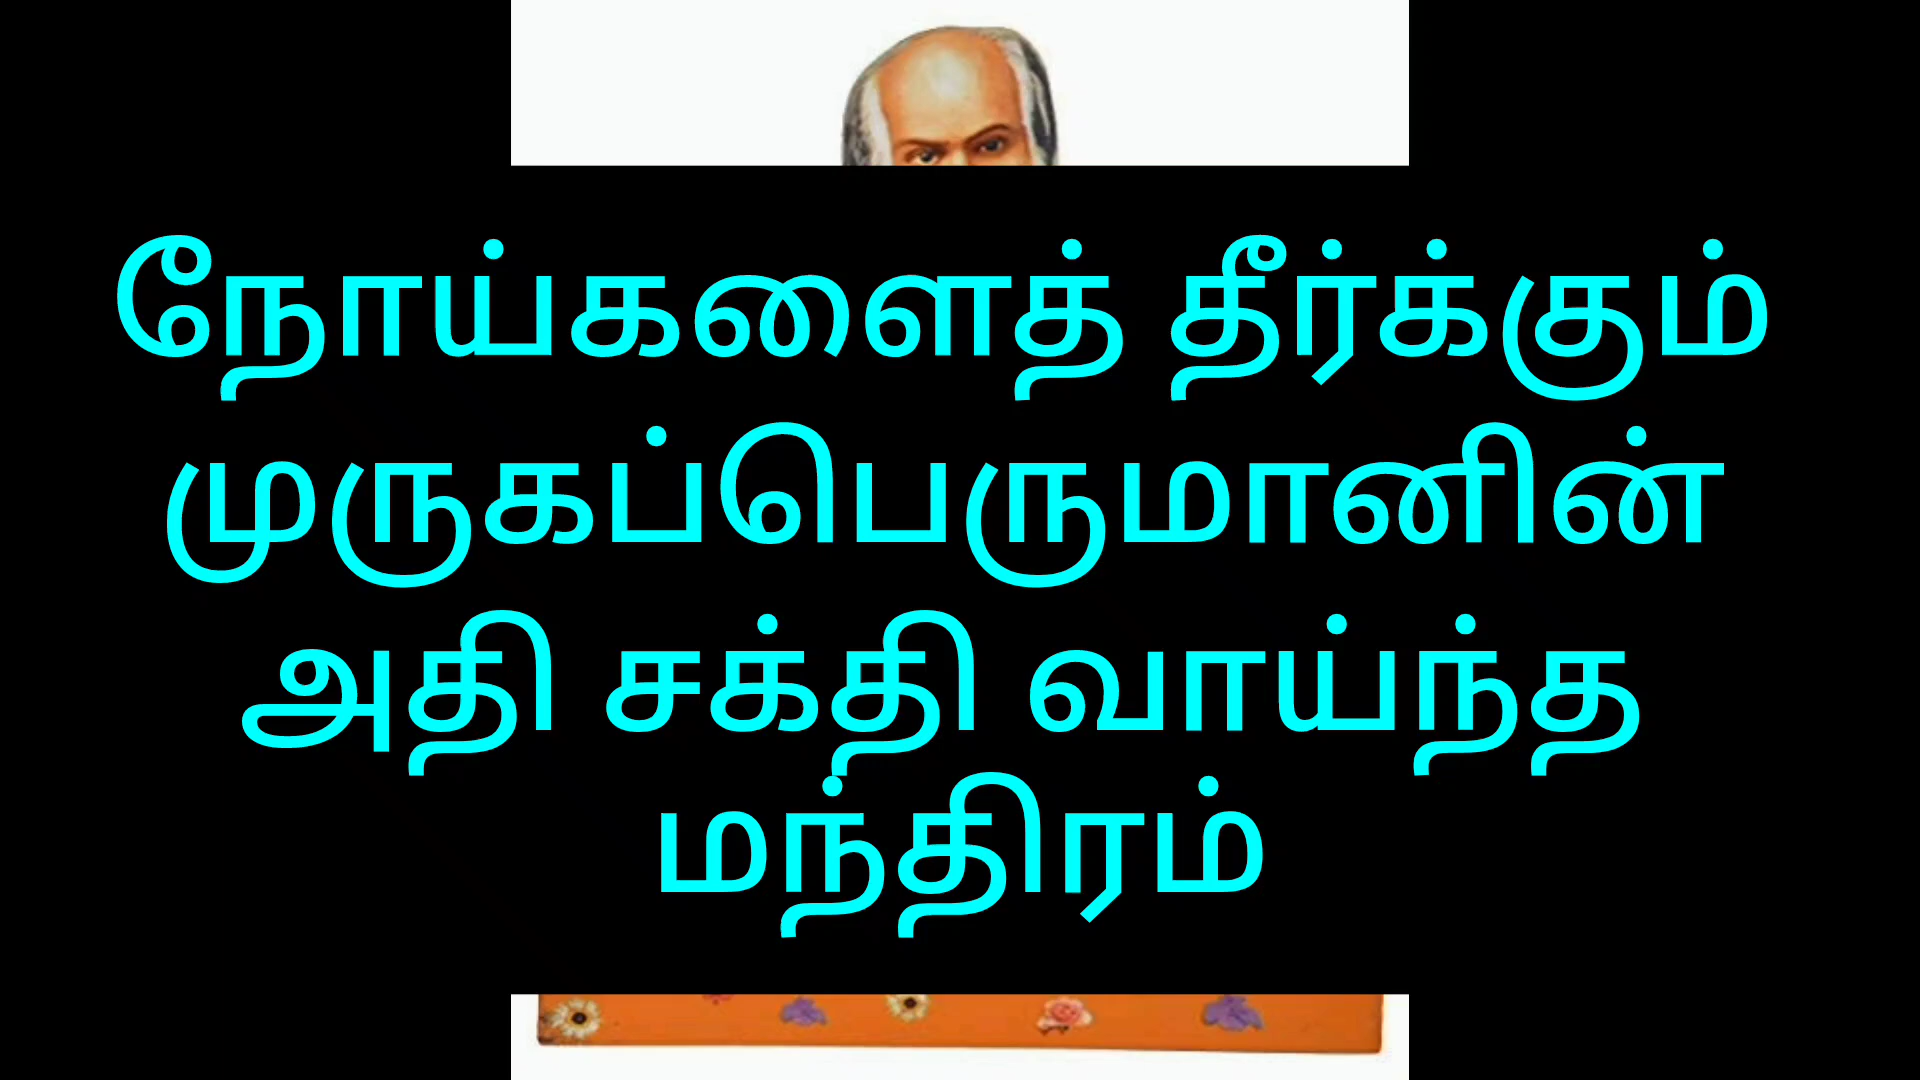 நோய்களைத் தீர்க்கும்
முருகப்பெருமானின்
அதி சக்தி வாய்ந்த
மந்திரம்